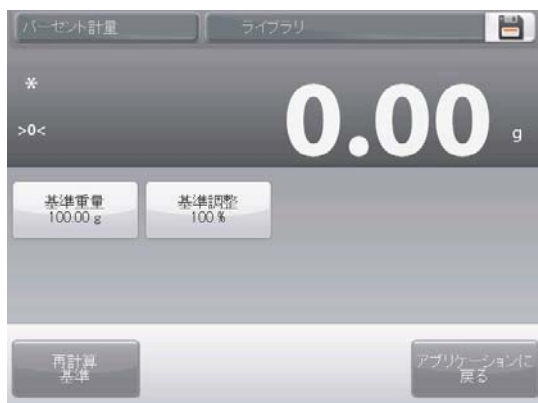 パーセント計量 ライブラリ
*
>0< 0.00 g
基準重量 基準調整
100.00 g 100 %
再計算 アプリケーションに
基準 戻る